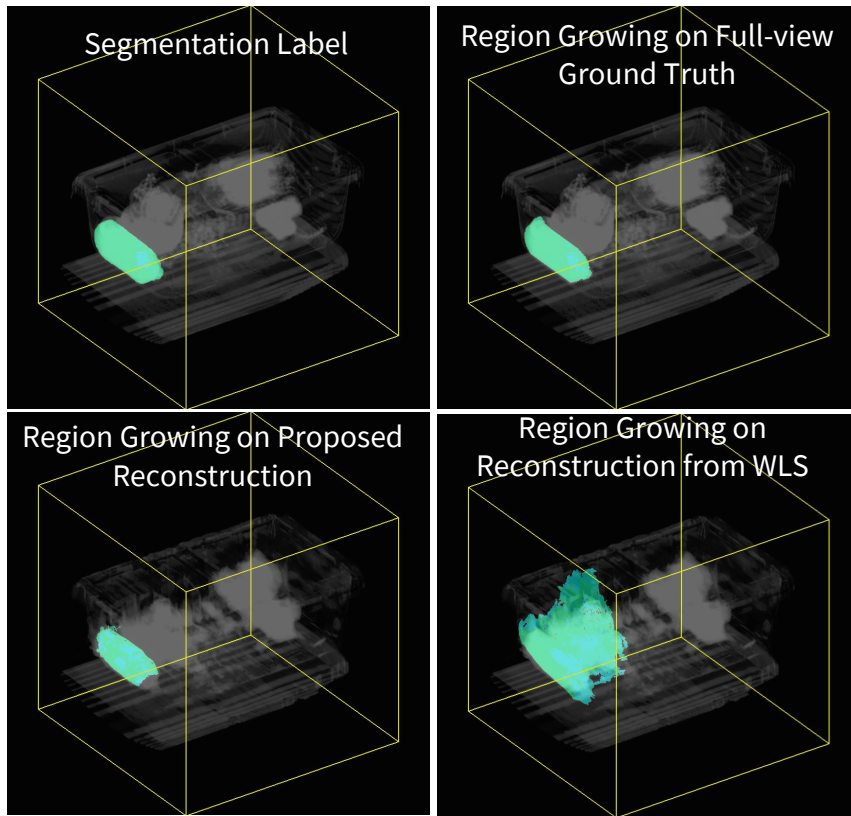 Segmentation Label
Region Growing on Full-view
Ground Truth
Region Growing on Proposed
Reconstruction
Region Growing on
Reconstruction from WLS